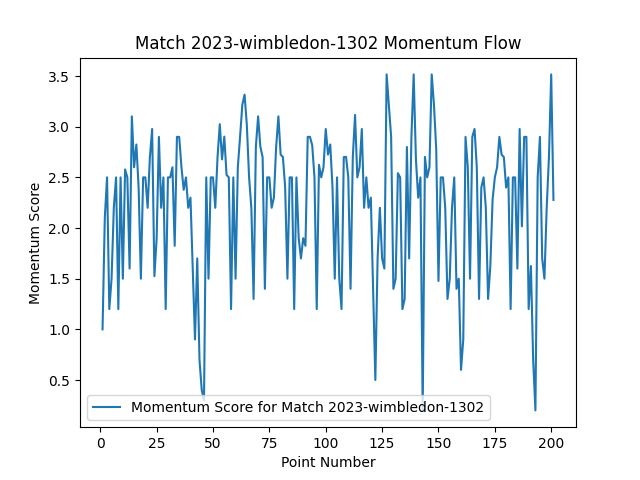 Match 2023-wimbledon-1302 Momentum Flow
3.5
3.0
2.5
2.0
1.5
1.0
0.5
Momentum Score
Momentum Score for Match 2023-wimbledon-1302
0 25 50 75 100 125 150 175 200
Point Number